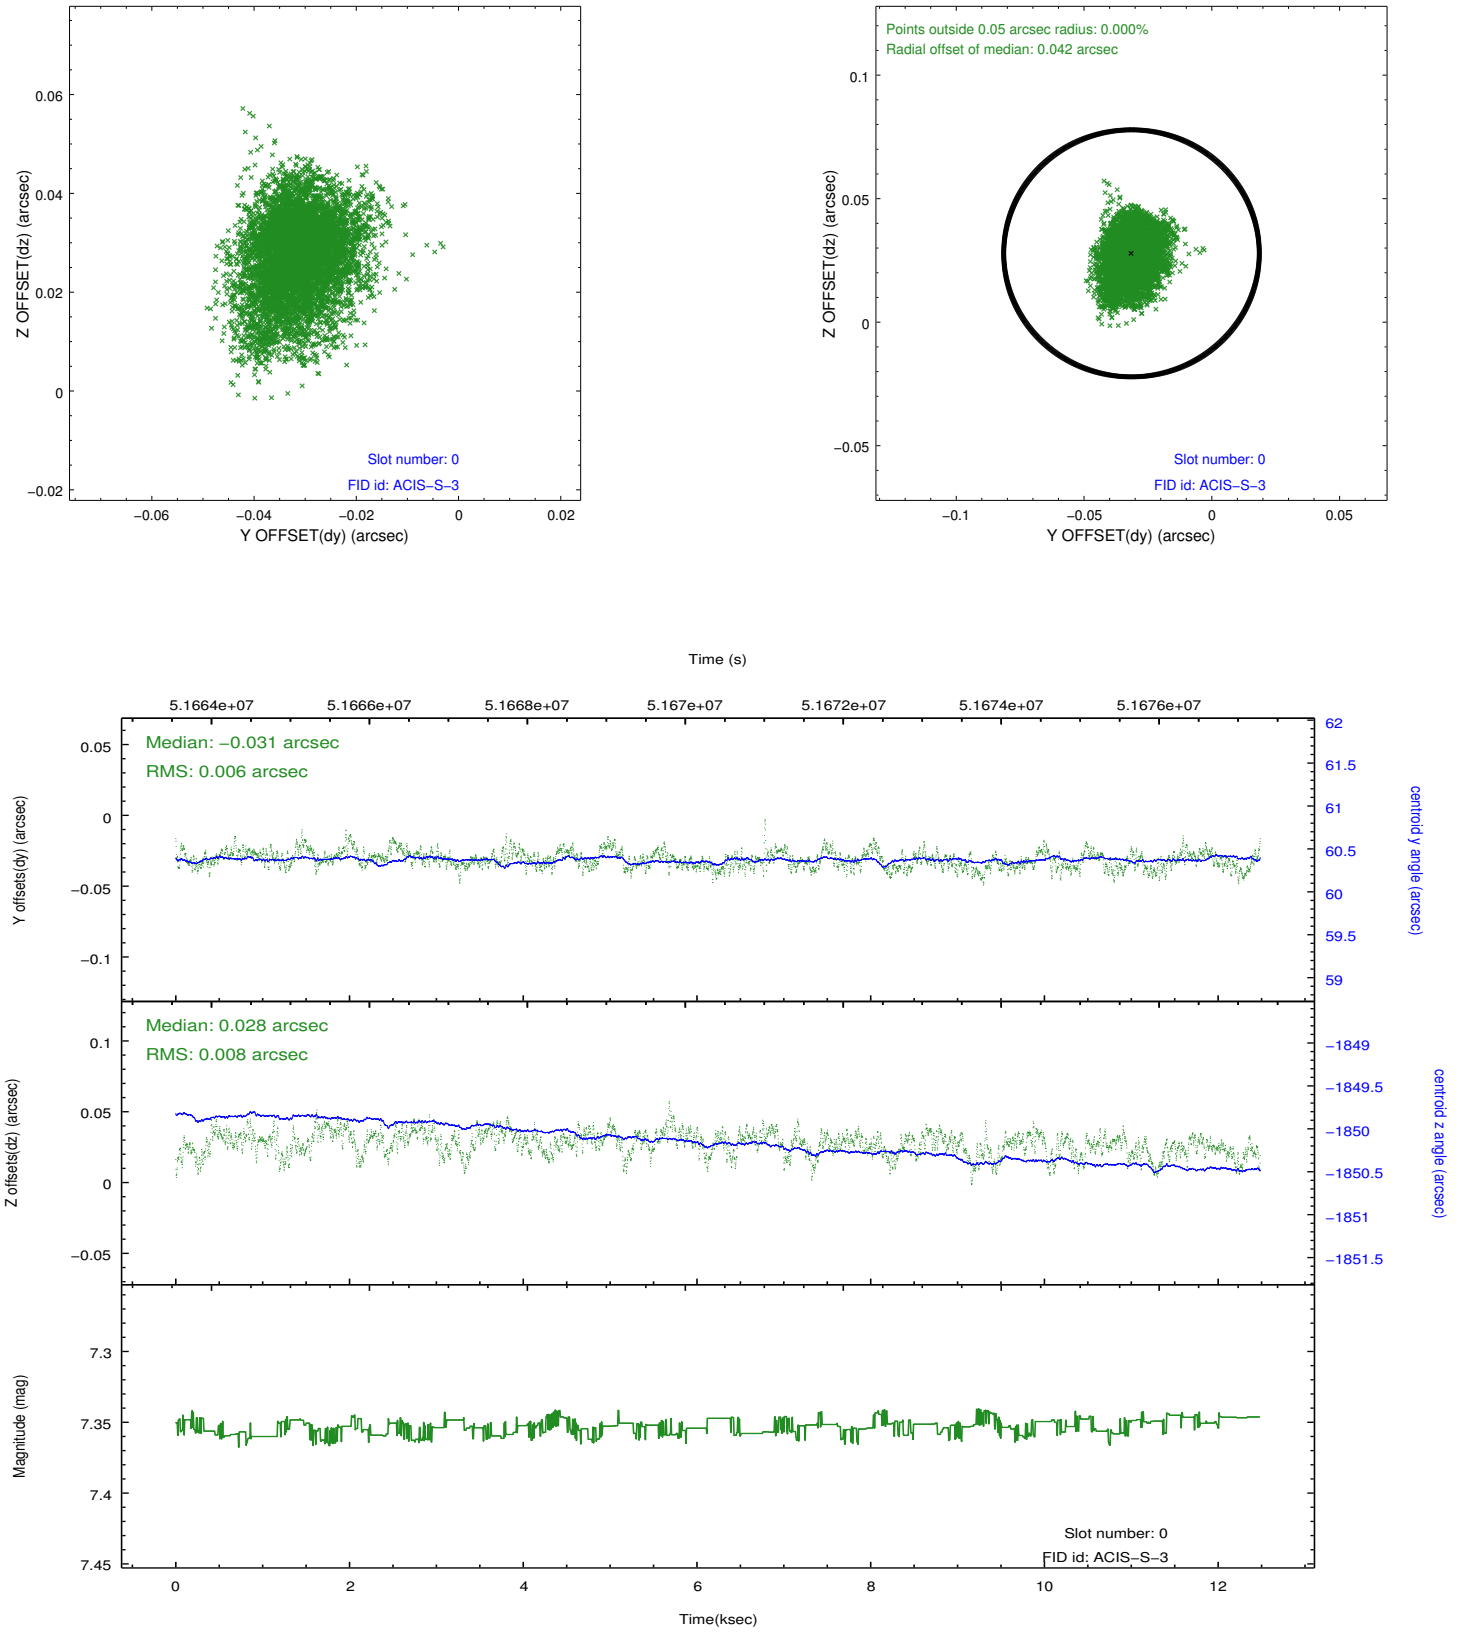 0.06
0.04
0.02
0
−0.02
Z OFFSET(dz) (arcsec)
Slot number: 0
FID id: ACIS−S−3
−0.06
−0.04
−0.02
0
0.02
Y OFFSET(dy) (arcsec)
Points outside 0.05 arcsec radius: 0.000%
Radial offset of median: 0.042 arcsec
0.1
0.05
0
−0.05
Z OFFSET(dz) (arcsec)
Slot number: 0
FID id: ACIS−S−3
−0.1
−0.05
0
0.05
Y OFFSET(dy) (arcsec)
Time (s)
5.1664e+07
5.1666e+07
5.1668e+07
5.167e+07
5.1672e+07
5.1674e+07
5.1676e+07
Median: −0.031 arcsec
RMS: 0.006 arcsec
0.05
0
−0.05
−0.1
Y offsets(dy) (arcsec)
62
61.5
61
60.5
60
59.5
59
centroid y angle (arcsec)
Median: 0.028 arcsec
RMS: 0.008 arcsec
0.1
0.05
0
−0.05
Z offsets(dz) (arcsec)
−1849
−1849.5
−1850
−1850.5
−1851
−1851.5
centroid z angle (arcsec)
7.3
7.35
7.4
7.45
Magnitude (mag)
Slot number: 0
FID id: ACIS−S−3
0
2
4
6
8
10
12
Time(ksec)